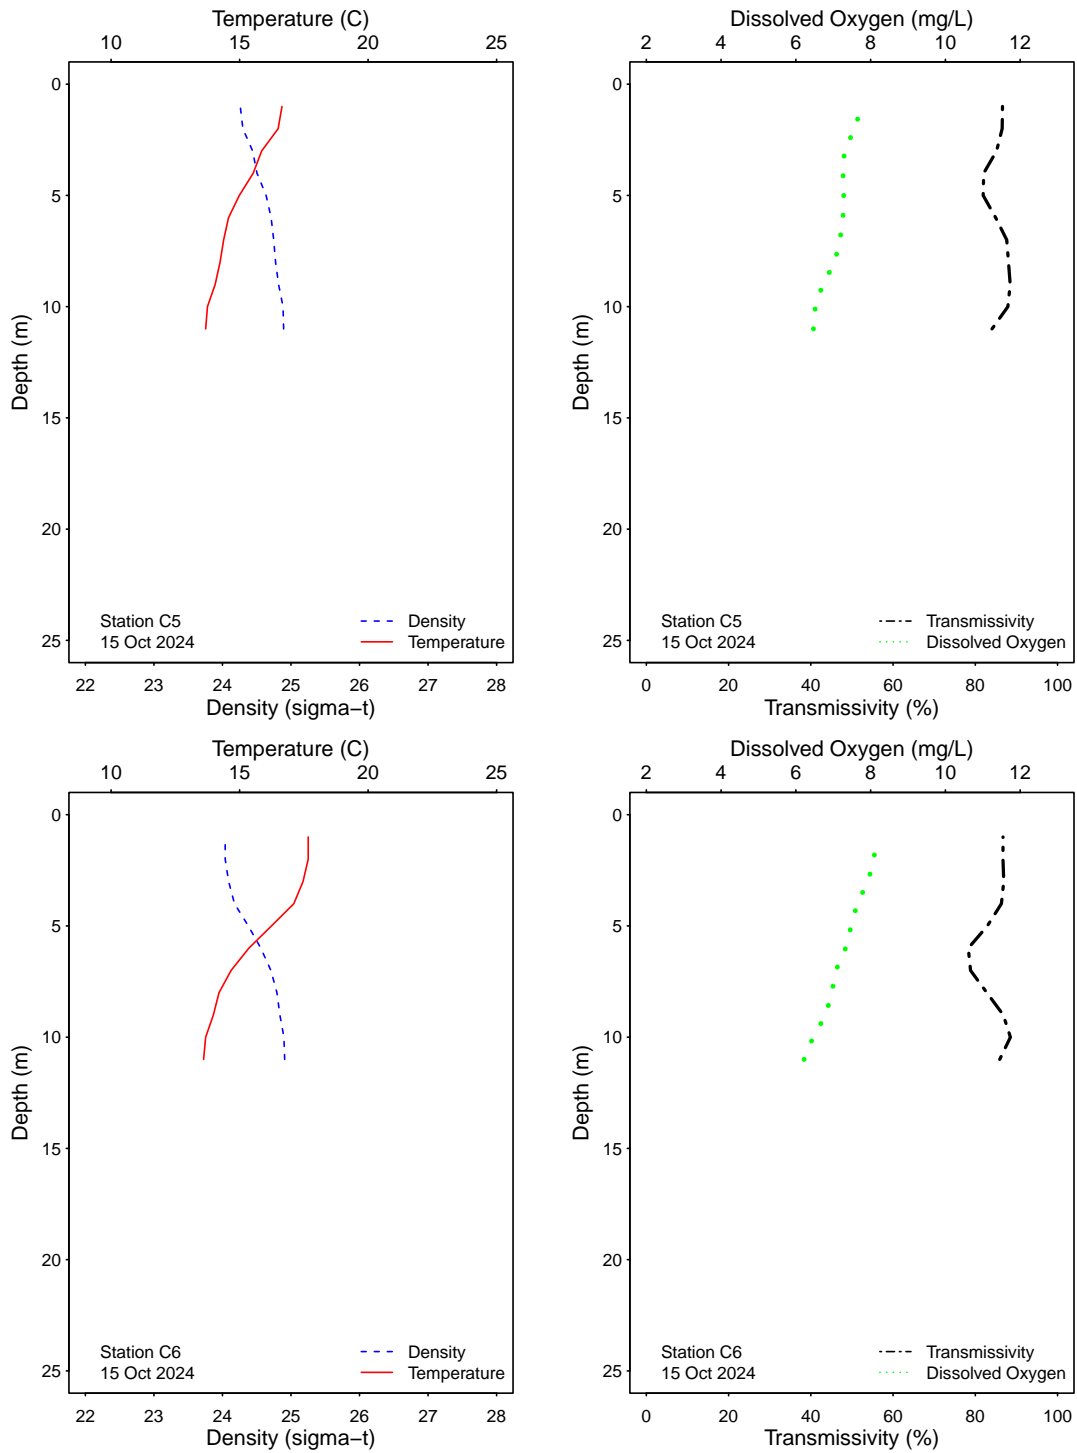 Temperature (C)
10 15 20 25
0
5
10
15
20
25
Depth (m)
Station C5
15 Oct 2024
Density
Temperature
22 23 24 25 26 27 28
Density (sigma−t)
Dissolved Oxygen (mg/L)
2 4 6 8 10 12
0
5
10
15
20
25
Depth (m)
Station C5
15 Oct 2024
Transmissivity
Dissolved Oxygen
0 20 40 60 80 100
Transmissivity (%)
Temperature (C)
10 15 20 25
0
5
10
15
20
25
Depth (m)
Station C6
15 Oct 2024
Density
Temperature
22 23 24 25 26 27 28
Density (sigma−t)
Dissolved Oxygen (mg/L)
2 4 6 8 10 12
0
5
10
15
20
25
Depth (m)
Station C6
15 Oct 2024
Transmissivity
Dissolved Oxygen
0 20 40 60 80 100
Transmissivity (%)